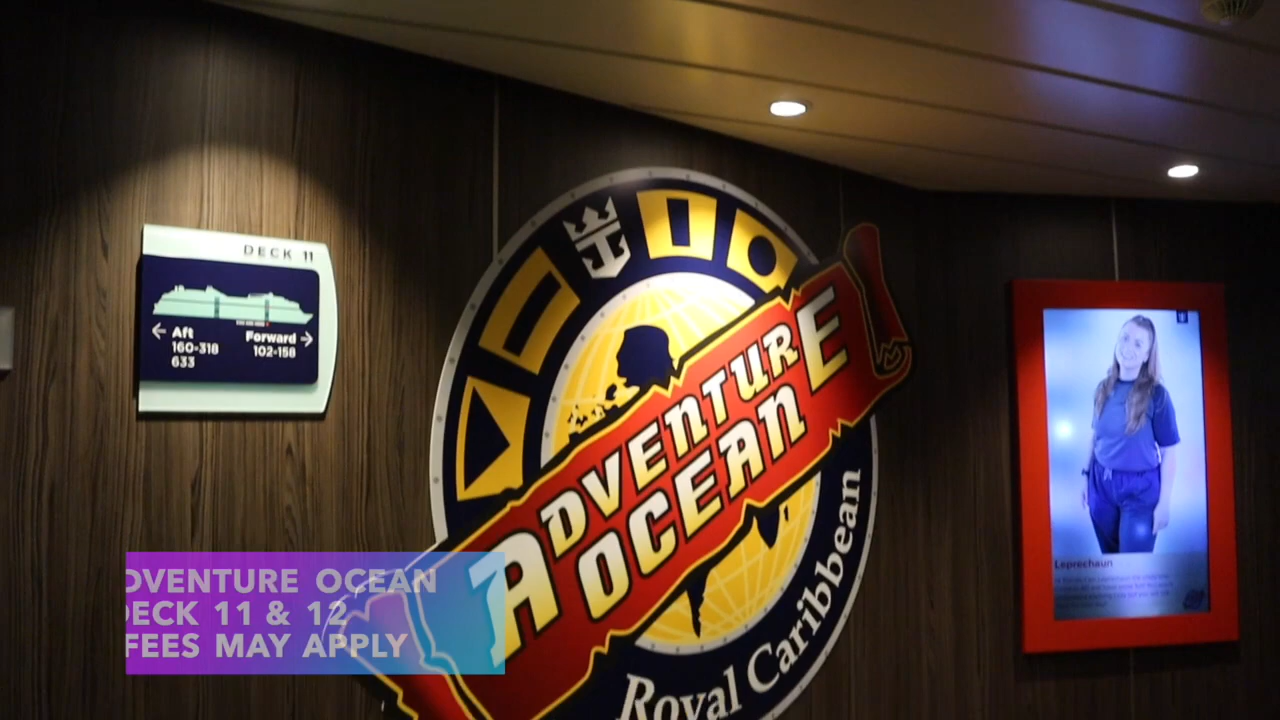 DECK 11
Aft
160-318
633
Forward
102-158
ADVENTURE
OCEAN
Royal Caribbean
Leprechaun
DVENTURE OCEAN
DECK 11 & 12
FEES MAY APPLY